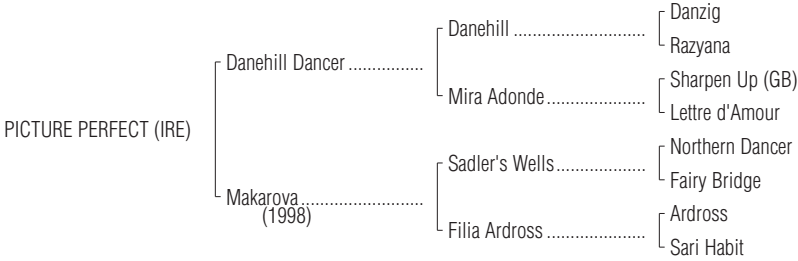 Danzig
Danehill ............................
Razyana
Danehill Dancer ................
Sharpen Up (GB)
Mira Adonde.....................
Lettre d'Amour
PICTURE PERFECT (IRE)
Northern Dancer
Sadler's Wells...................
Fairy Bridge
Makarova..........................
(1998)
Ardross
Filia Ardross .....................
Sari Habit